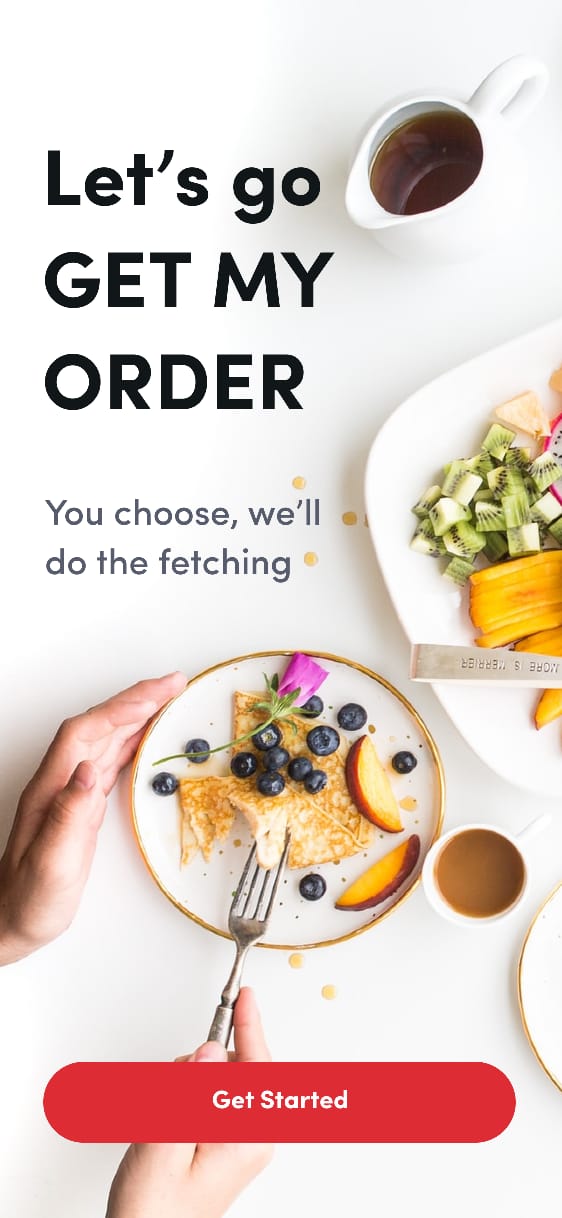 Let's go
GET MY
ORDER
You choose, we'll
do the fetching
MORE IS MERRIER
Get Started